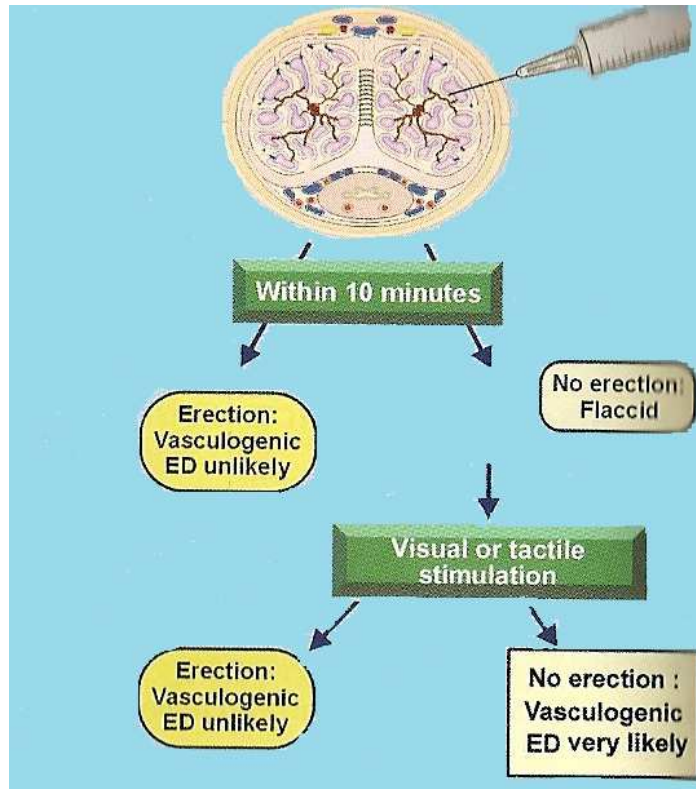 Within 10 minutes
Erection:
Vasculogenic
ED unlikely
No erection:
Flaccid
Visual or tactile
stimulation
Erection:
Vasculogenic
ED unlikely
No erection :
Vasculogenic
ED very likely